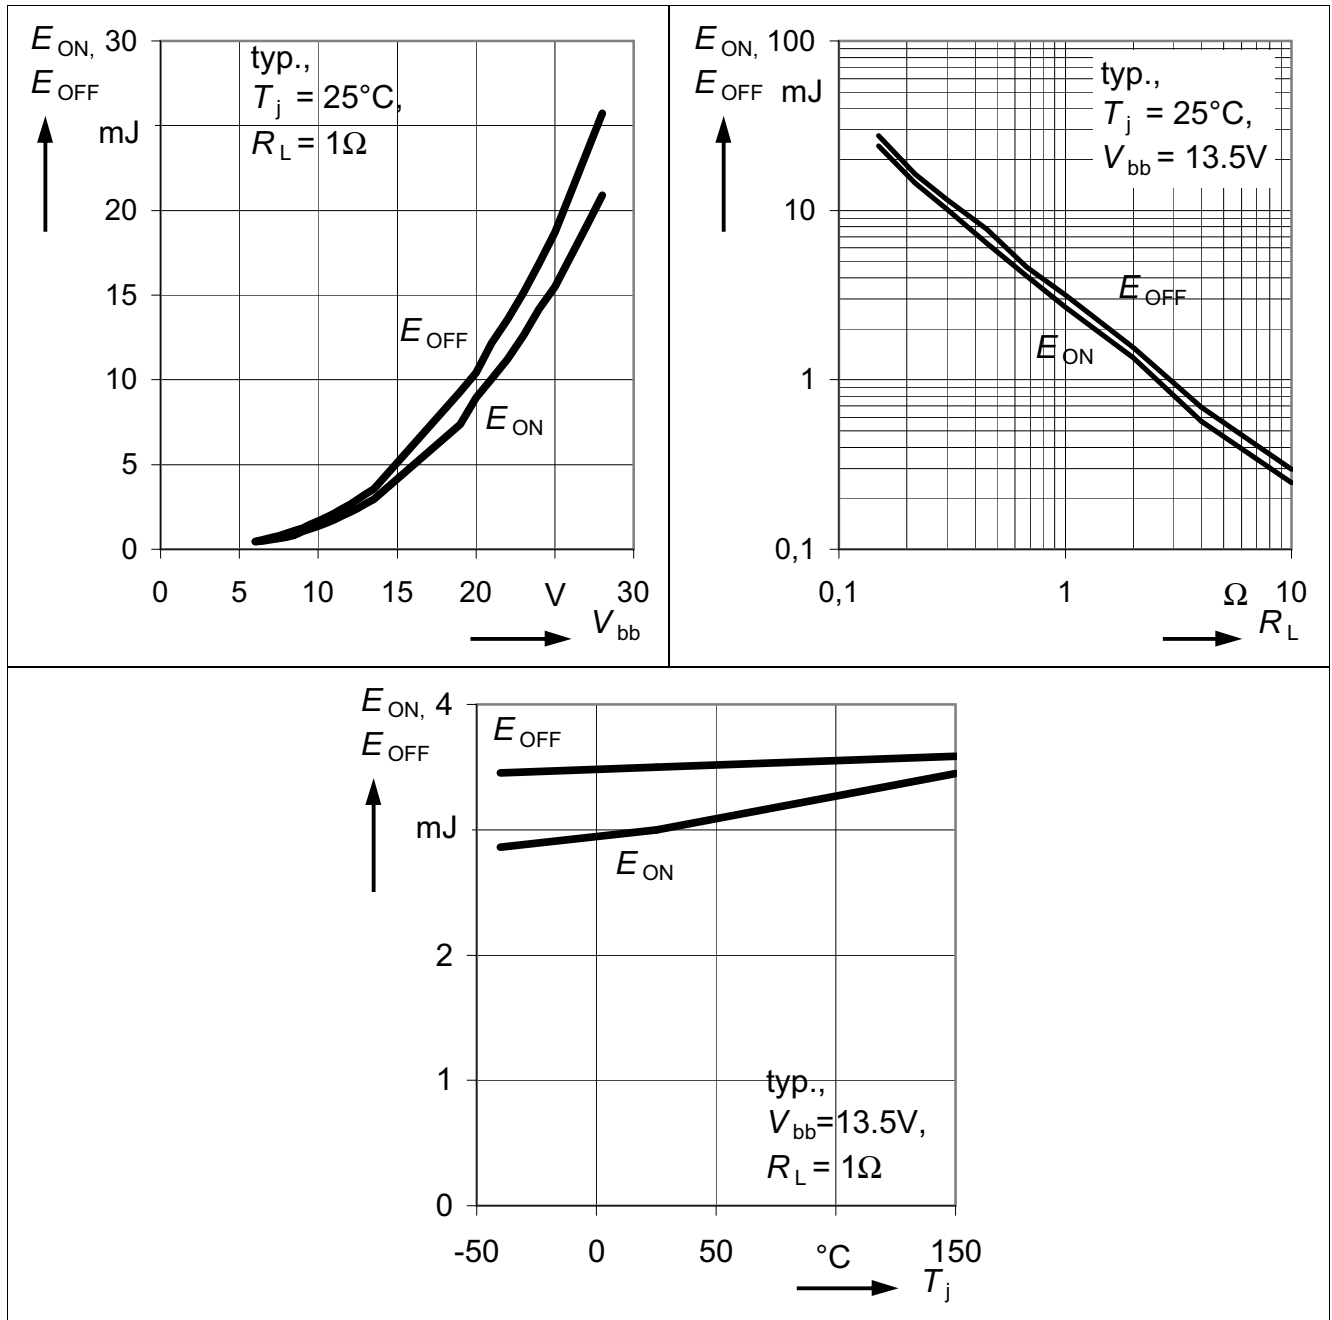 E ON, 30
E OFF
mJ
20
15
10
5
0
typ.,
T j = 25°C,
R L = 1Ω
E OFF
E ON
0 5 10 15 20 V 30
V bb
E ON, 100
E OFF mJ
10
1
0,1
typ.,
T j = 25°C,
V bb = 13.5V
E OFF
E ON
0,1 1 Ω 10
R L
E ON, 4
E OFF
mJ
2
1
0
E OFF
E ON
typ.,
V bb=13.5V,
R L = 1Ω
-50 0 50 °C 150
T j